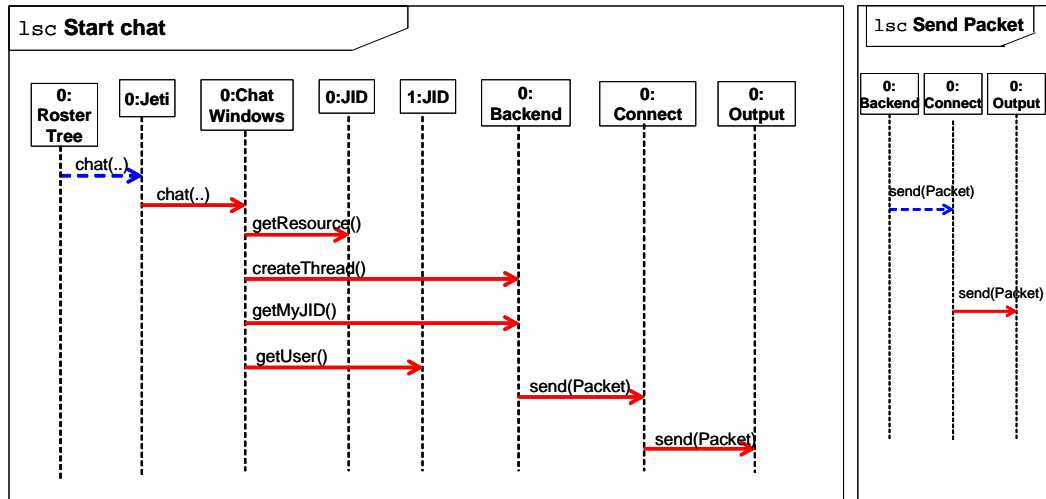 lsc Start chat
0:
Roster
Tree
0:Jeti
0:Chat
Windows
0:JID
1:JID
0:
Backend
0:
Connect
0:
Output
chat(..)
chat(..)
getResource()
createThread()
getMyJID()
getUser()
send(Packet)
send(Packet)
lsc Send Packet
0:
Backend
0:
Connect
0:
Output
send(Packet)
send(Packet)